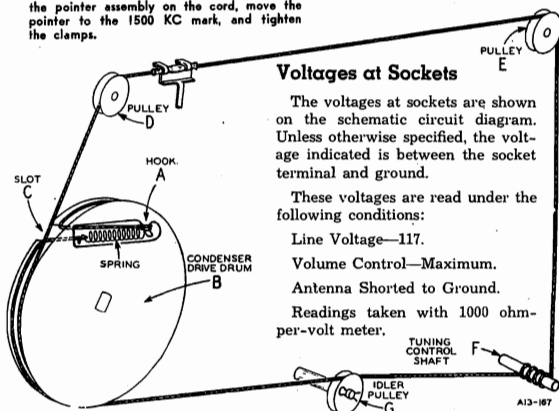 the pointer assembly on the cord, move the
pointer to the 1500 KC mark, and tighten
the clamps.
PULLEY
E
PULLEY
D
HOOK.
A
SLOT
C
SPRING
CONDENSER
DRIVE DRUM
B
Voltages at Sockets
The voltages at sockets are shown
on the schematic circuit diagram.
Unless otherwise specified, the volt-
age indicated is between the socket
terminal and ground.
These voltages are read under the
following conditions:
Line Voltage—117.
Volume Control—Maximum.
Antenna Shorted to Ground.
Readings taken with 1000 ohm-
per-volt meter.
TUNING
CONTROL
SHAFT
F
IDLER
PULLEY
G
A13-167